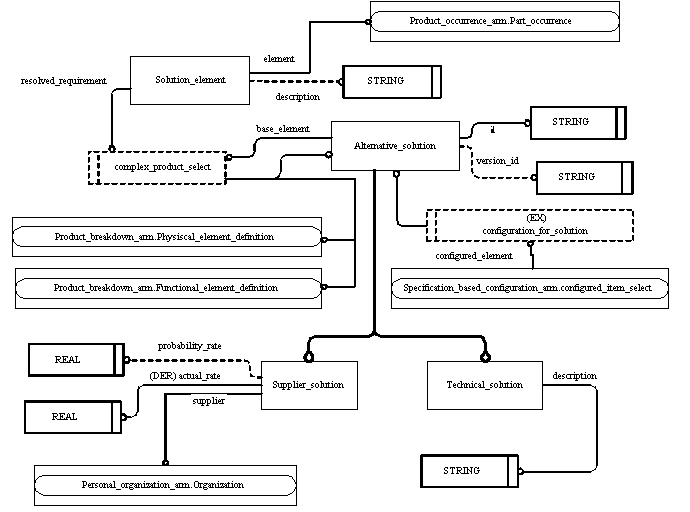 Product_occurrence_arm.Part_occurrence
element
resolved_requirement
Solution_element
STRING
description
STRING
base_element
id
Alternative_solution
complex_product_select
version_id
STRING
(EX)
configuration_for_solution
Product_breakdown_arm.Physiscal_element_definition
configured_element
Product_breakdown_arm.Functional_element_definition
Specification_based_configuration_arm.configured_item_select
probability_rate
REAL
(DER) actual_rate
Supplier_solution
Technical_solution
description
supplier
REAL
STRING
Personal_organization_arm.Organization